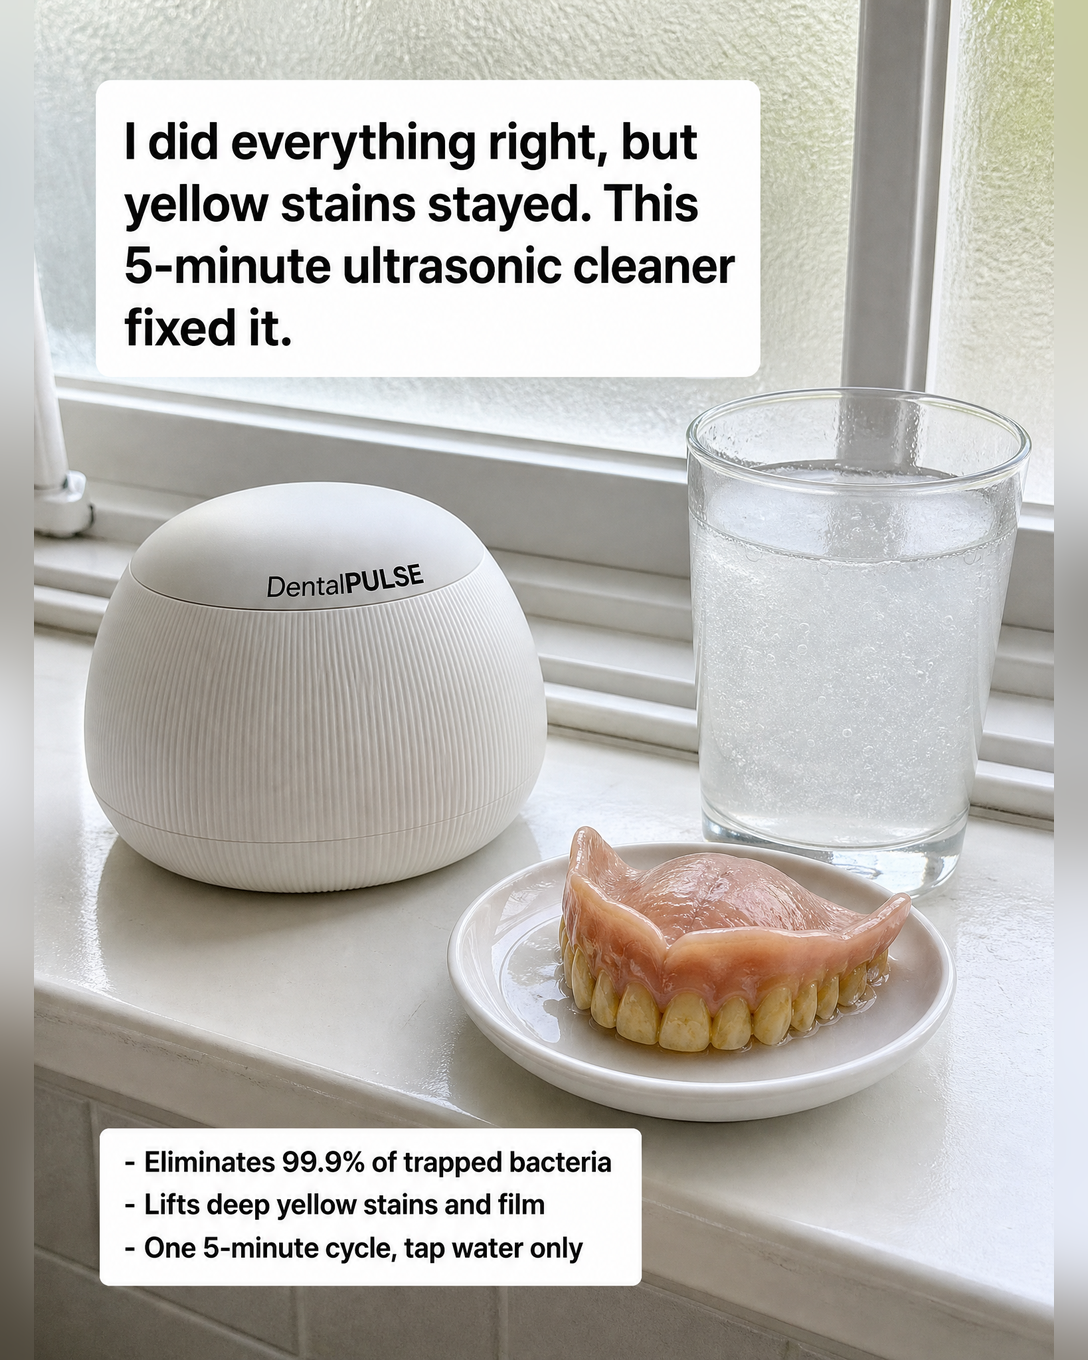 I did everything right, but
yellow stains stayed. This
5-minute ultrasonic cleaner
fixed it.
DentalPULSE
- Eliminates 99.9% of trapped bacteria
- Lifts deep yellow stains and film
- One 5-minute cycle, tap water only